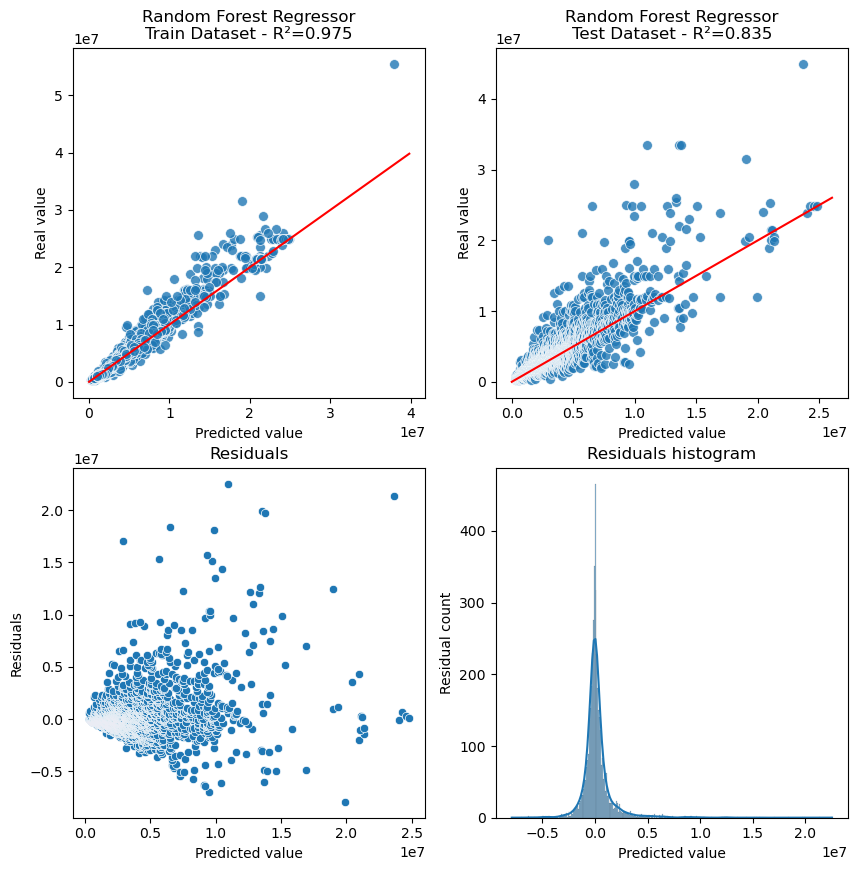 Random Forest Regressor
Train Dataset - R²=0.975
1e7
5
4
3
2
1
0
Real value
0
1
2
3
4
Predicted value
1e7
Random Forest Regressor
Test Dataset - R²=0.835
1e7
4
3
2
1
0
Real value
0.0
0.5
1.0
1.5
2.0
2.5
Predicted value
1e7
Residuals
1e7
2.0
1.5
1.0
0.5
0.0
−0.5
Residuals
0.0
0.5
1.0
1.5
2.0
2.5
Predicted value
1e7
Residuals histogram
400
300
200
100
0
Residual count
−0.5
0.0
0.5
1.0
1.5
2.0
Predicted value
1e7